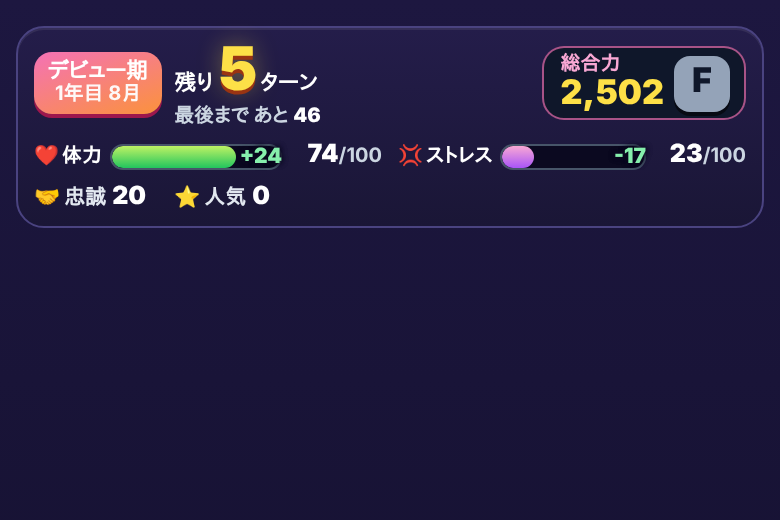 デビュー期
1年目 8月
残り 5 ターン
最後まで あと 46
総合力
2,502
F
体力 +24 74/100
ストレス -17 23/100
忠誠 20 人気 0